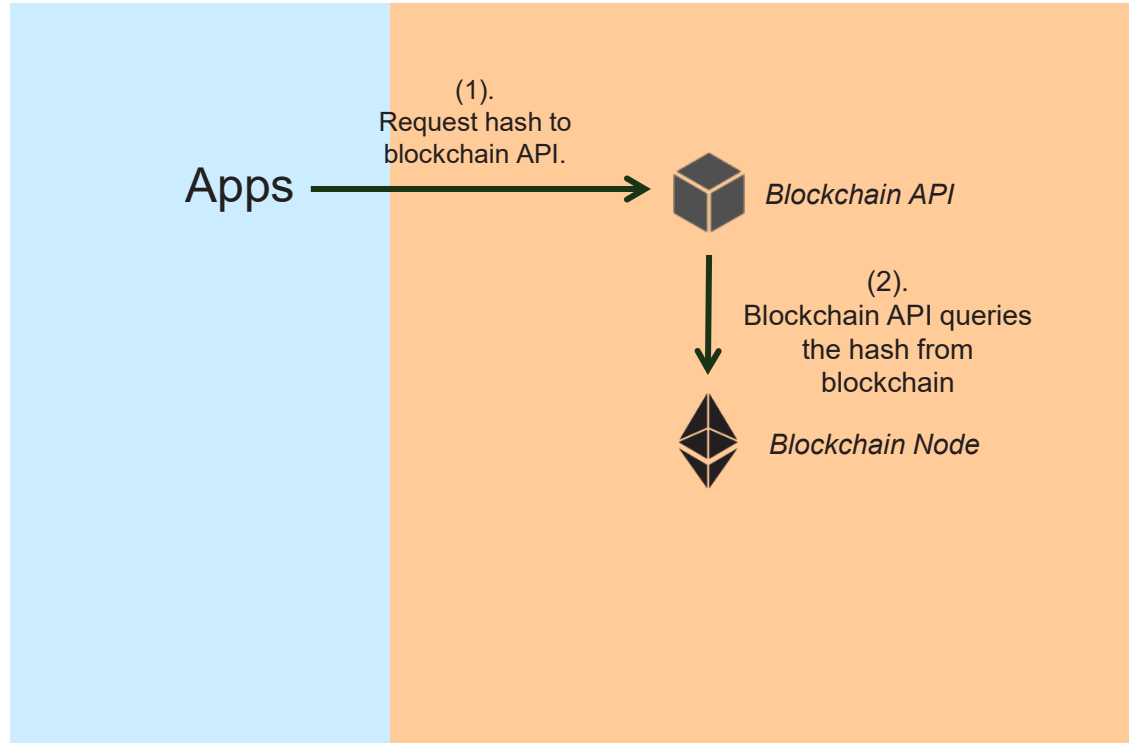 (1).
Request hash to
blockchain API.
Apps
Blockchain API
(2).
Blockchain API queries
the hash from
blockchain
Blockchain Node